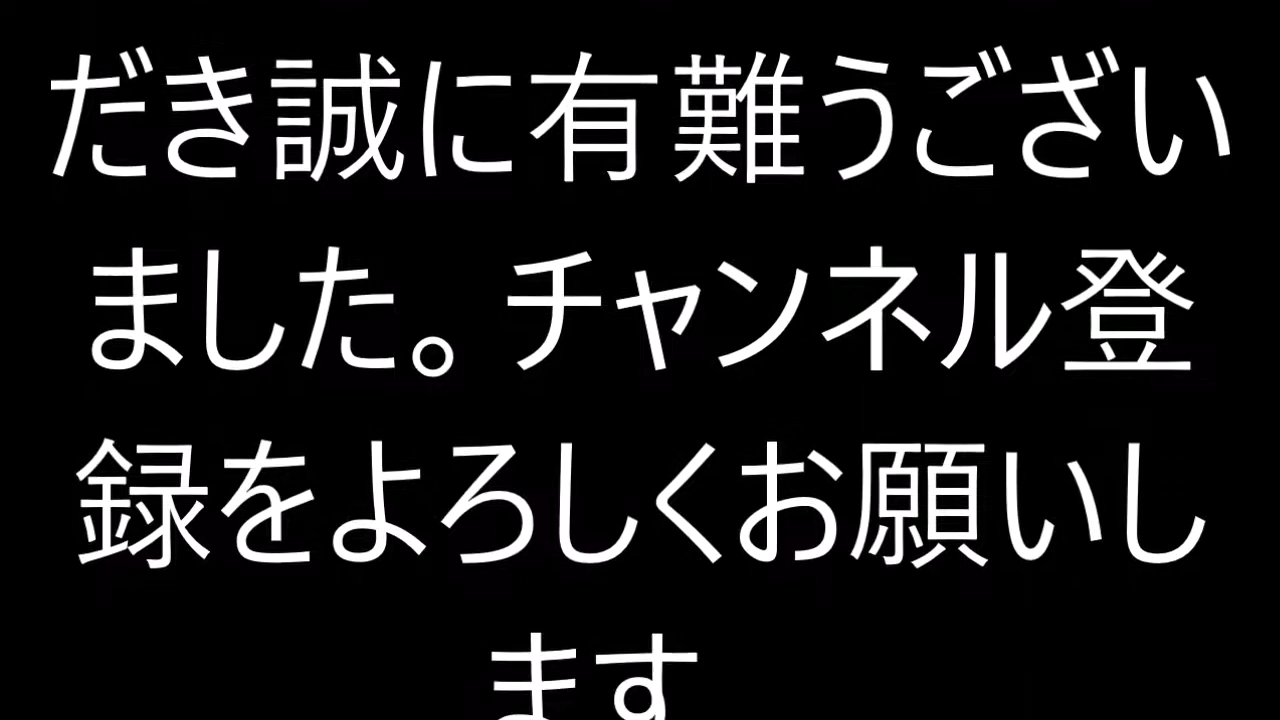 だき誠に有難うござい
ました。チャンネル登
録をよろしくお願いし
ます